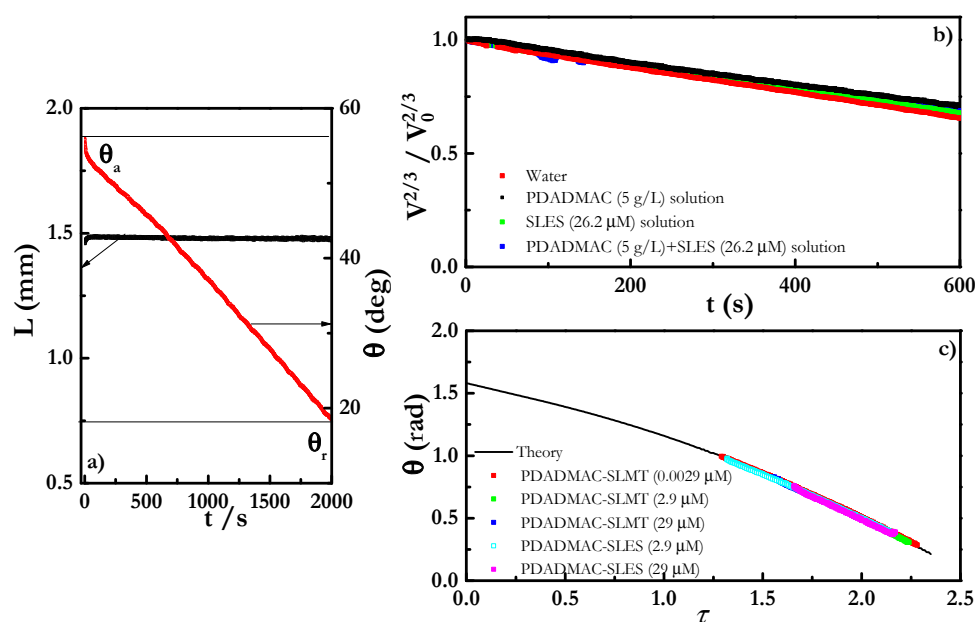 2.0
1.5
1.0
0.5
L (mm)
60
40
20
θ (deg)
θa
θr
a)
0 500 1000 1500 2000
t /s
b)
1.0
0.5
0.0
V2/3 / V02/3
Water
PDADMAC (5 g/L) solution
SLES (26.2 μM) solution
PDADMAC (5 g/L)+SLES (26.2 μM) solution
0 200 400 600
t (s)
c)
2.0
1.5
1.0
0.5
0.0
θ (rad)
Theory
PDADMAC-SLMT (0.0029 μM)
PDADMAC-SLMT (2.9 μM)
PDADMAC-SLMT (29 μM)
PDADMAC-SLES (2.9 μM)
PDADMAC-SLES (29 μM)
0.0 0.5 1.0 1.5 2.0 2.5
τ